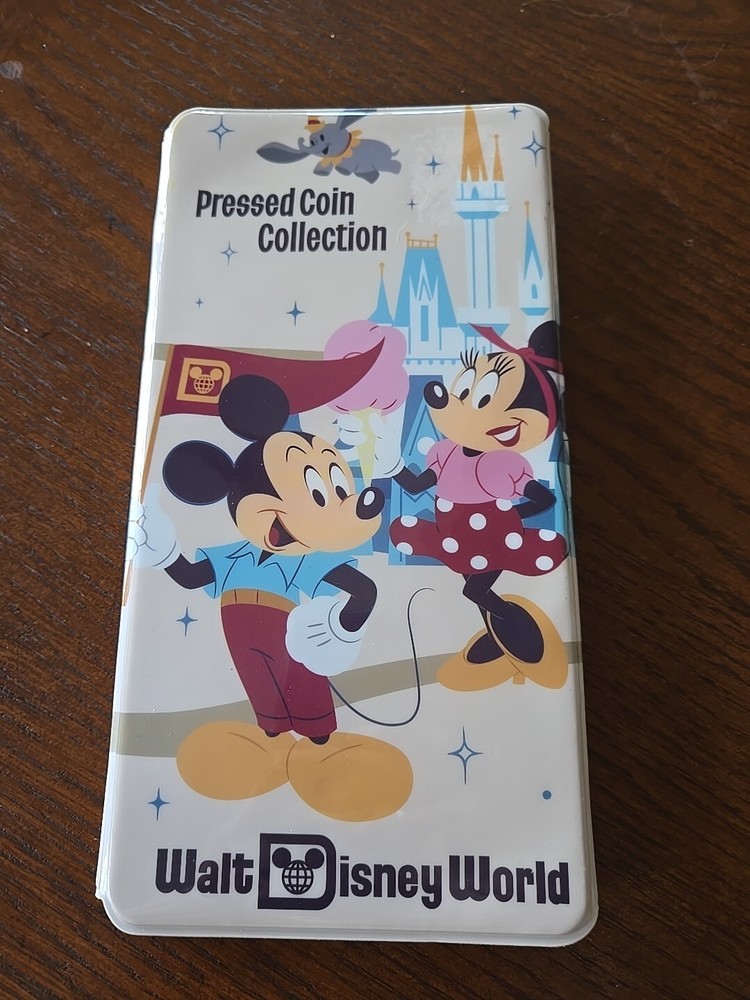 Pressed Coin
Collection
Walt Disney World